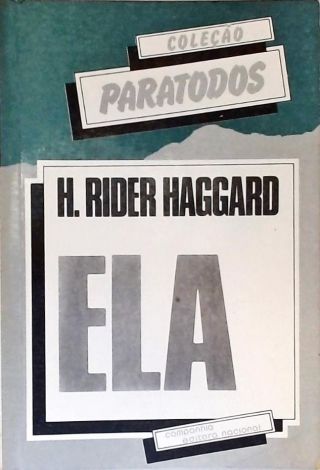 COLEÇÃO
PARATODOS
H. RIDER HAGGARD
ELA
companhia
editora nacional